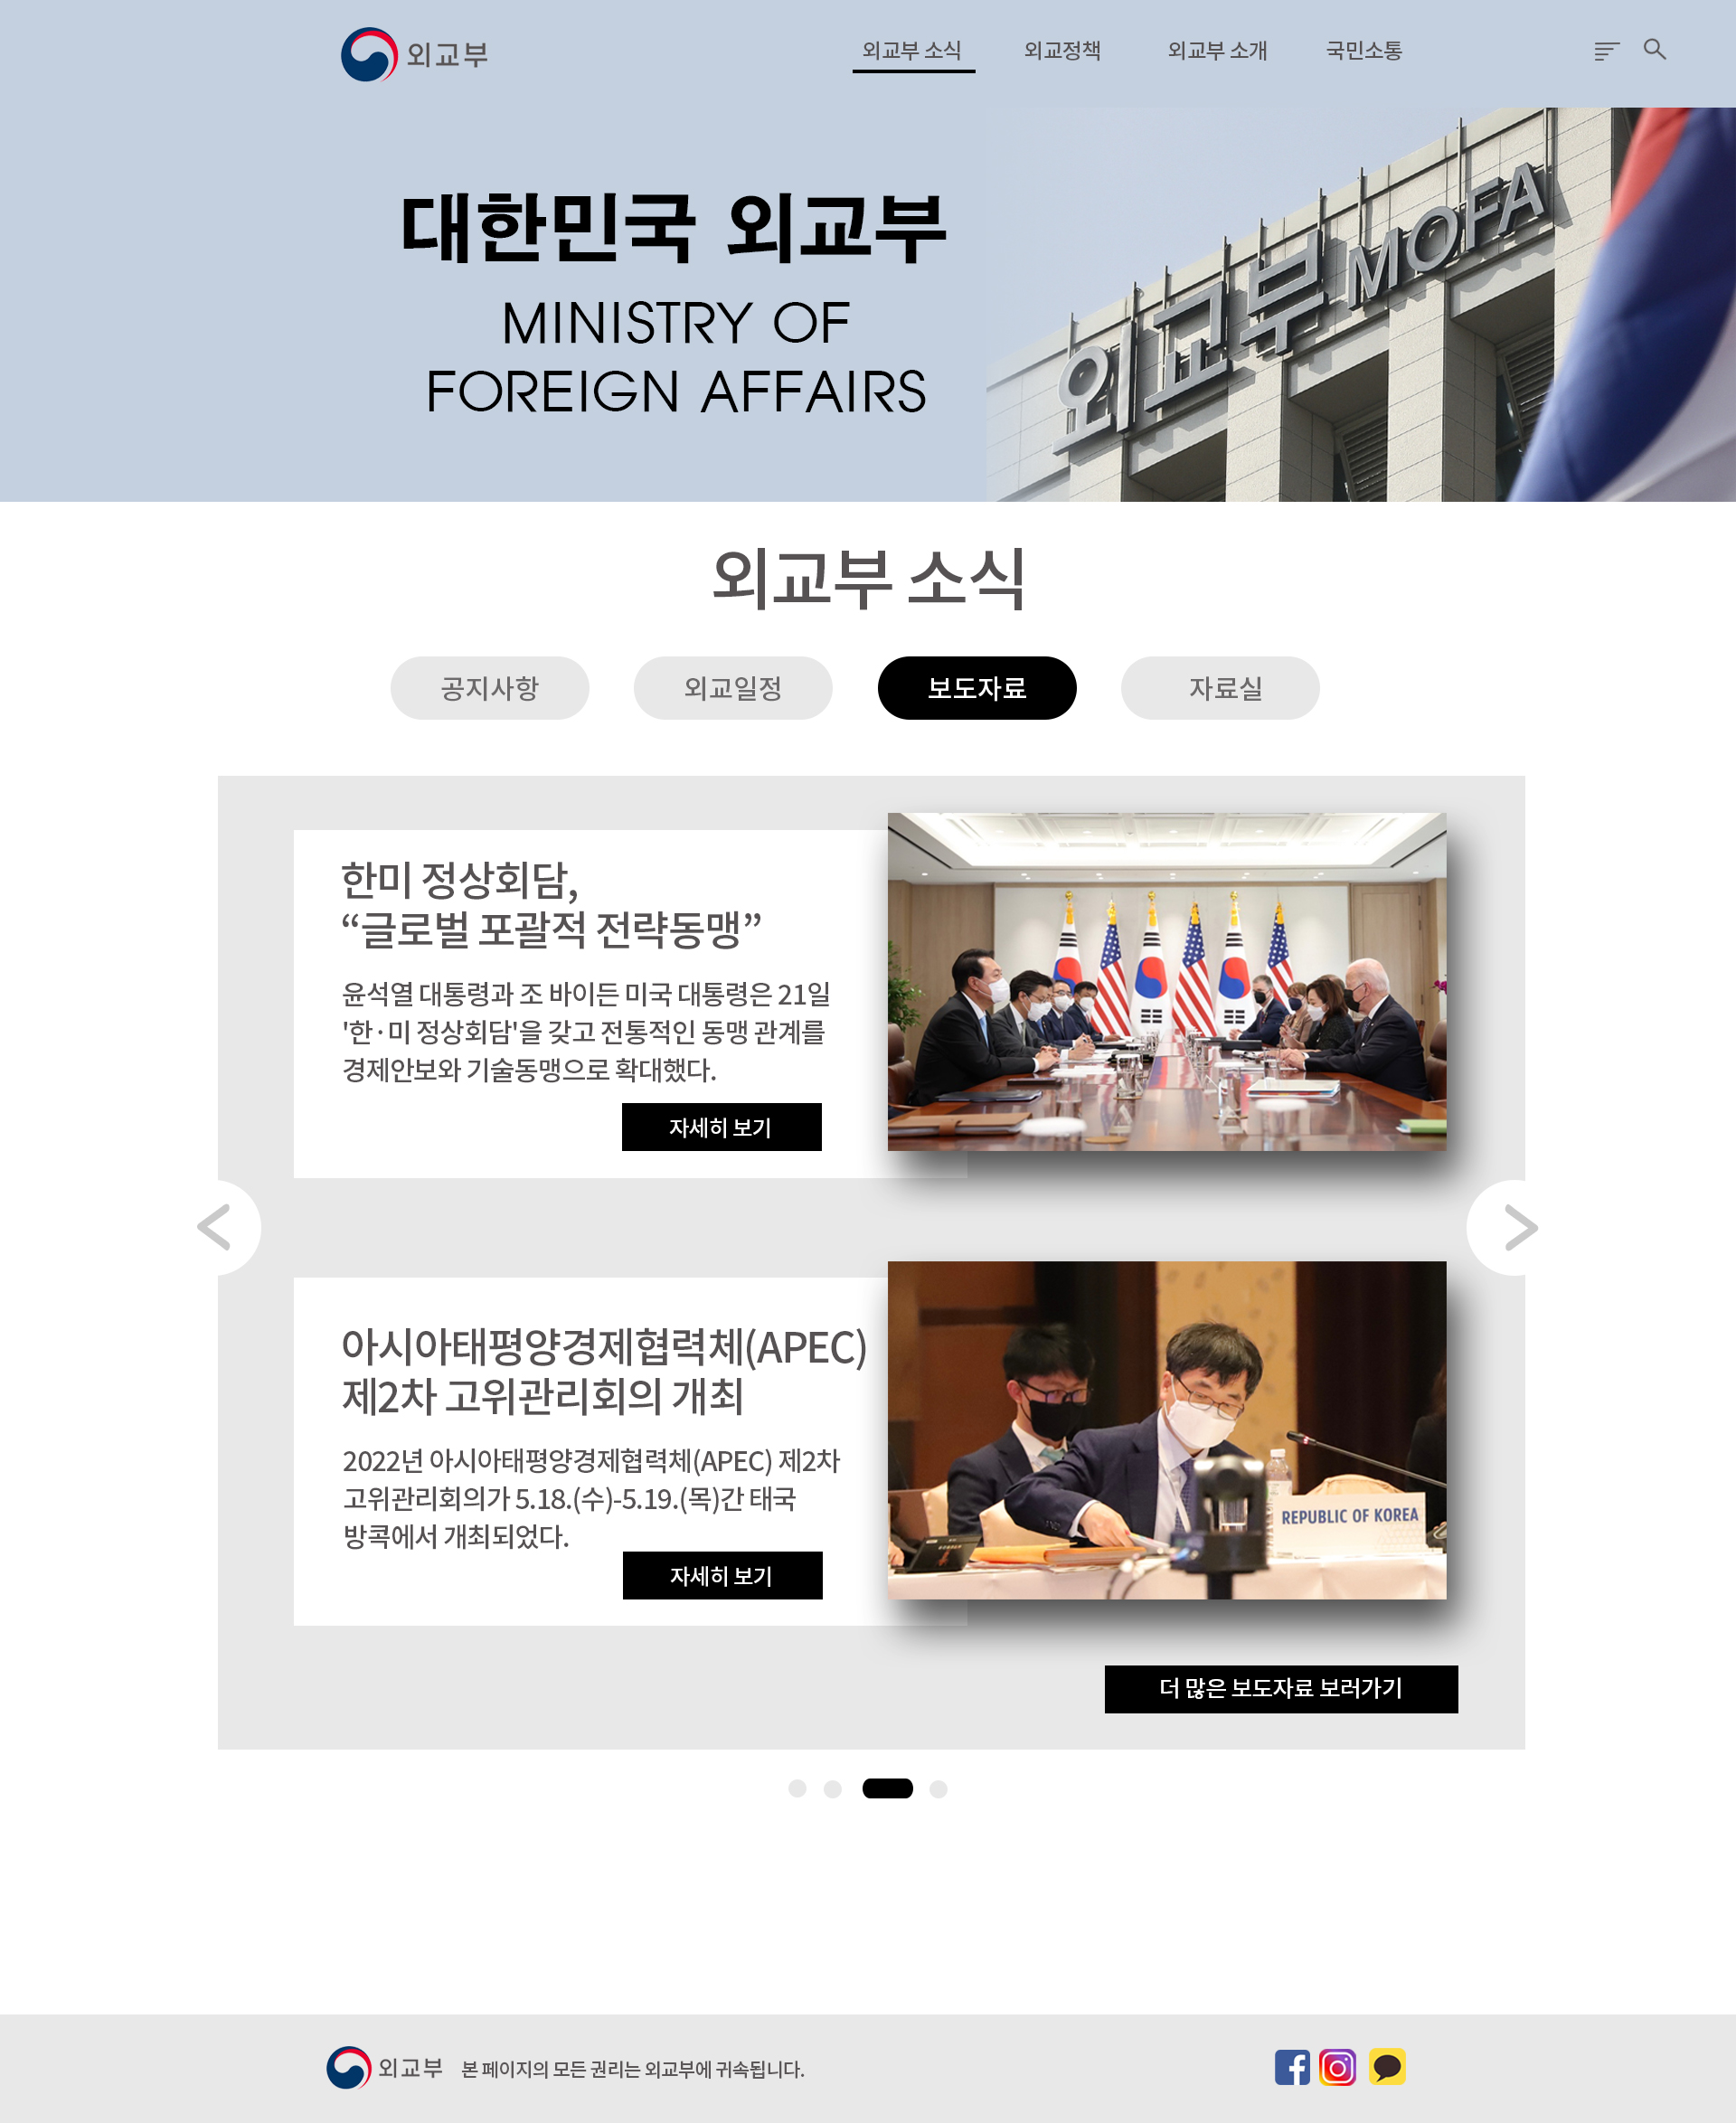 외교부
외교부 소식
외교정책
외교부 소개
국민소통
대한민국 외교부
MINISTRY OF
FOREIGN AFFAIRS
외교부 MOFA
외교부 소식
공지사항
외교일정
보도자료
자료실
한미 정상회담,
“글로벌 포괄적 전략동맹”
윤석열 대통령과 조 바이든 미국 대통령은 21일
'한·미 정상회담'을 갖고 전통적인 동맹 관계를
경제안보와 기술동맹으로 확대했다.
자세히 보기
아시아태평양경제협력체(APEC)
제2차 고위관리회의 개최
2022년 아시아태평양경제협력체(APEC) 제2차
고위관리회의가 5.18.(수)-5.19.(목)간 태국
방콕에서 개최되었다.
자세히 보기
REPUBLIC OF KOREA
더 많은 보도자료 보러가기
외교부
본 페이지의 모든 권리는 외교부에 귀속됩니다.